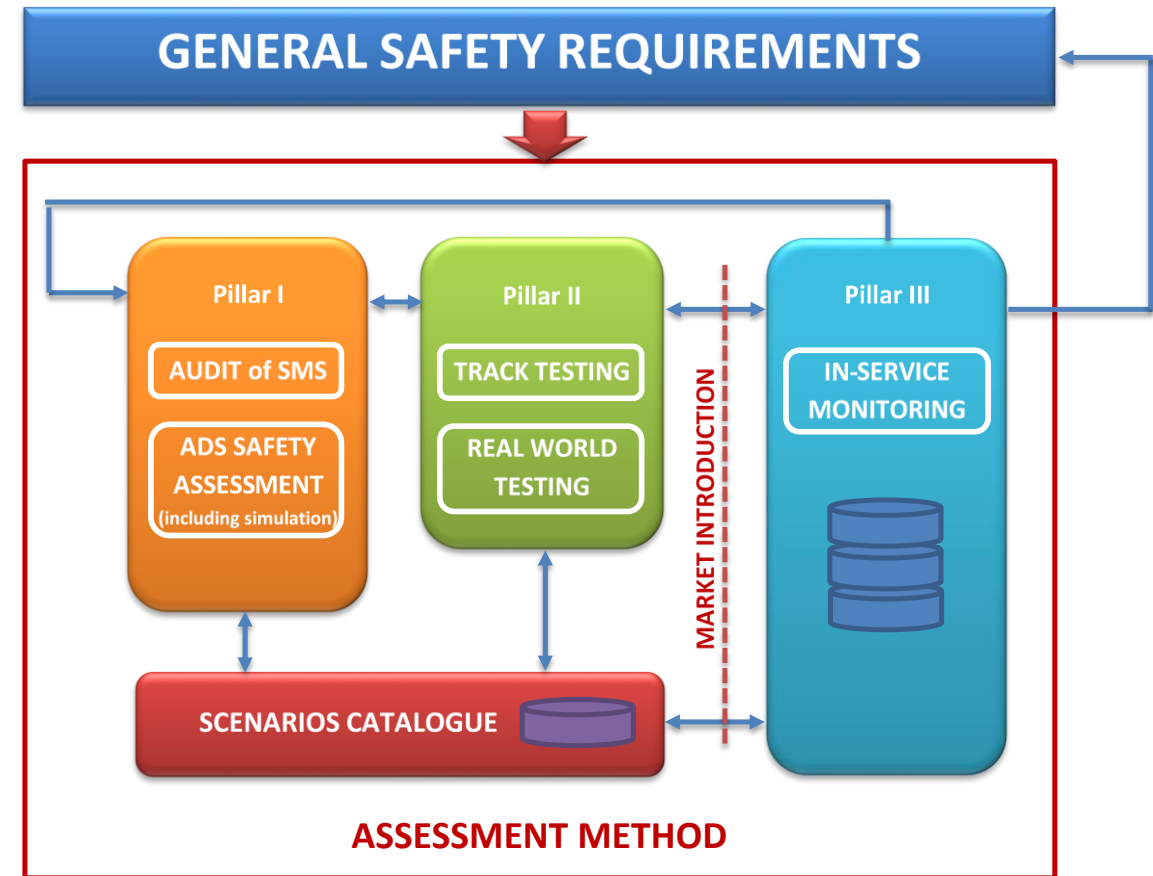 GENERAL SAFETY REQUIREMENTS
Pillar I
AUDIT of SMS
ADS SAFETY
ASSESSMENT
(including simulation)
Pillar II
TRACK TESTING
REAL WORLD
TESTING
MARKET INTRODUCTION
Pillar III
IN-SERVICE
MONITORING
SCENARIOS CATALOGUE
ASSESSMENT METHOD